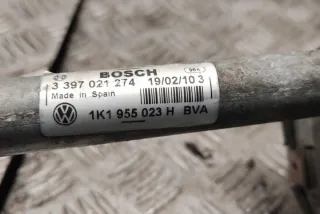 BOSCH
3 397 021 274 19/02/10 3
Made in Spain
1K1 955 023 H BVA